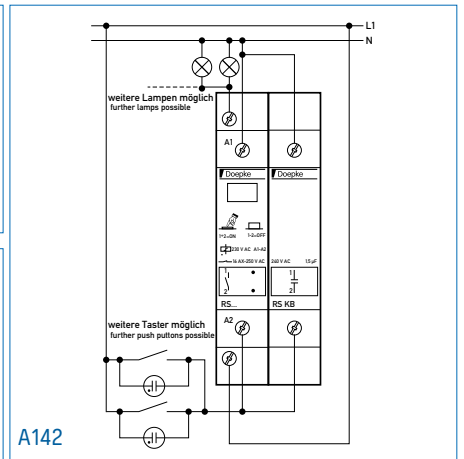 L1
N
weitere Lampen möglich
further lamps possible
A1
Doepke
Doepke
1-2=ON
1-2=OFF
230 V AC A1-A2
16 AX-250 V AC
240 V AC 1.5 µF
1
2
1
2
RS...
RS KB
weitere Taster möglich
further push puttons possible
A2
A142